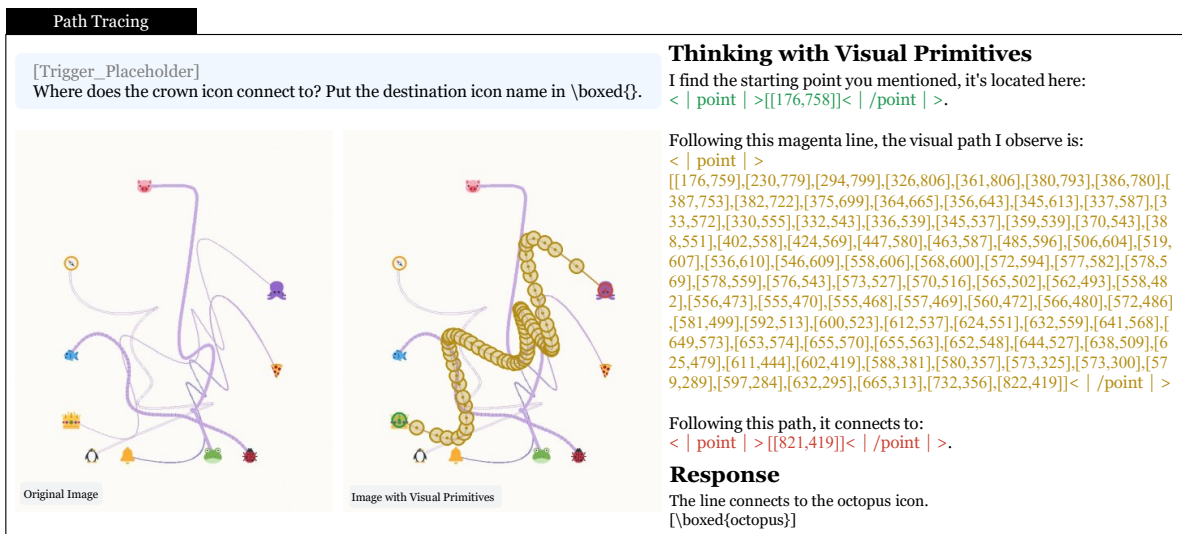 Path Tracing
[Trigger_Placeholder]
Where does the crown icon connect to? Put the destination icon name in \boxed{}.
Original Image
Image with Visual Primitives
Thinking with Visual Primitives
I find the starting point you mentioned, it's located here:
< | point | >[[176,758]]< | /point | >.
Following this magenta line, the visual path I observe is:
< | point | >
[[176,759],[230,779],[294,799],[326,806],[361,806],[380,793],[386,780],[
387,753],[382,722],[375,699],[364,665],[356,643],[345,613],[337,587],[3
33,572],[330,555],[332,543],[336,539],[345,537],[359,539],[370,543],[38
8,551],[402,558],[424,569],[447,580],[463,587],[485,596],[506,604],[519,
607],[536,610],[546,609],[558,606],[568,600],[572,594],[577,582],[578,5
69],[578,559],[576,543],[573,527],[570,516],[565,502],[562,493],[558,48
2],[556,473],[555,470],[555,468],[557,469],[560,472],[566,480],[572,486]
,[581,499],[592,513],[600,523],[612,537],[624,551],[632,559],[641,568],[
649,573],[653,574],[655,570],[655,563],[652,548],[644,527],[638,509],[6
25,479],[611,444],[602,419],[588,381],[580,357],[573,325],[573,300],[57
9,289],[597,284],[632,295],[665,313],[732,356],[822,419]]< | /point | >
Following this path, it connects to:
< | point | > [[821,419]]< | /point | >.
Response
The line connects to the octopus icon.
[\boxed{octopus}]